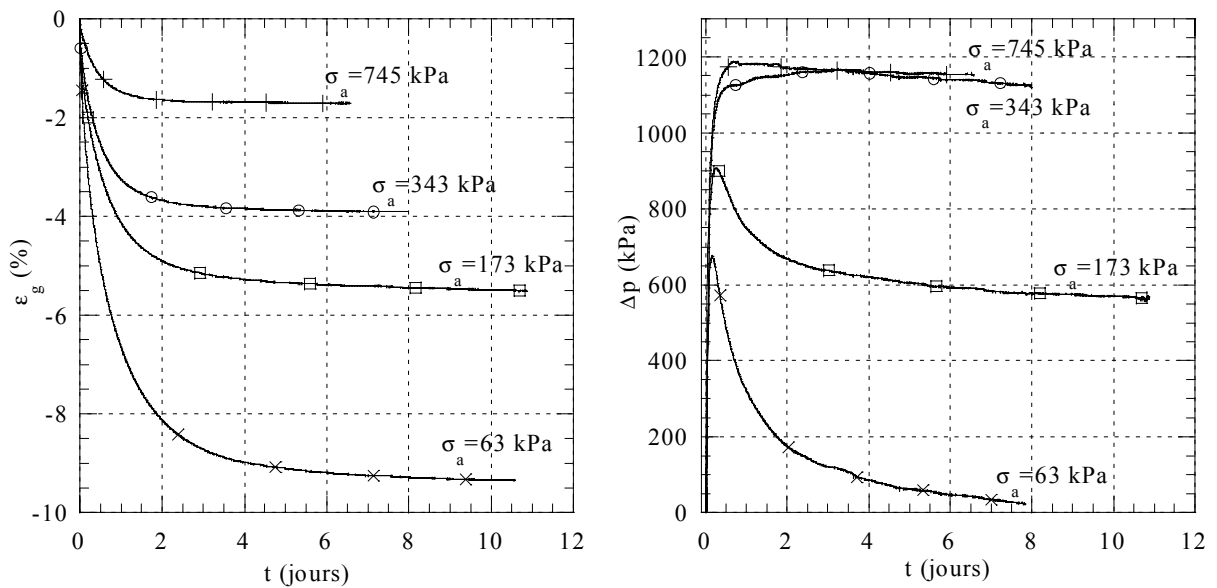 0
-2
-4
-6
-8
-10
ε_g (%)
0 2 4 6 8 10 12
t (jours)
σ_a=745 kPa
σ_a=343 kPa
σ_a=173 kPa
σ_a=63 kPa
1200
1000
800
600
400
200
0
Δp (kPa)
0 2 4 6 8 10 12
t (jours)
σ_a=745 kPa
σ_a=343 kPa
σ_a=173 kPa
σ_a=63 kPa